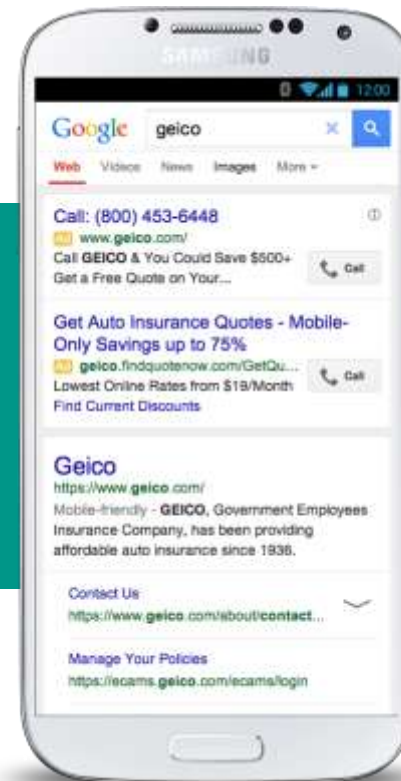 SAMSUNG
12:00
Google geico
Web Videos News Images More
Call: (800) 453-6448
Ad www.geico.com/
Call GEICO & You Could Save $500+
Get a Free Quote on Your...
Call
Get Auto Insurance Quotes - Mobile-
Only Savings up to 75%
Ad geico.findquotenow.com/GetQu...
Lowest Online Rates from $19/Month
Call
Find Current Discounts
Geico
https://www.geico.com/
Mobile-friendly - GEICO, Government Employees
Insurance Company, has been providing
affordable auto insurance since 1936.
Contact Us
https://www.geico.com/about/contact...
Manage Your Policies
https://ecams.geico.com/ecams/login